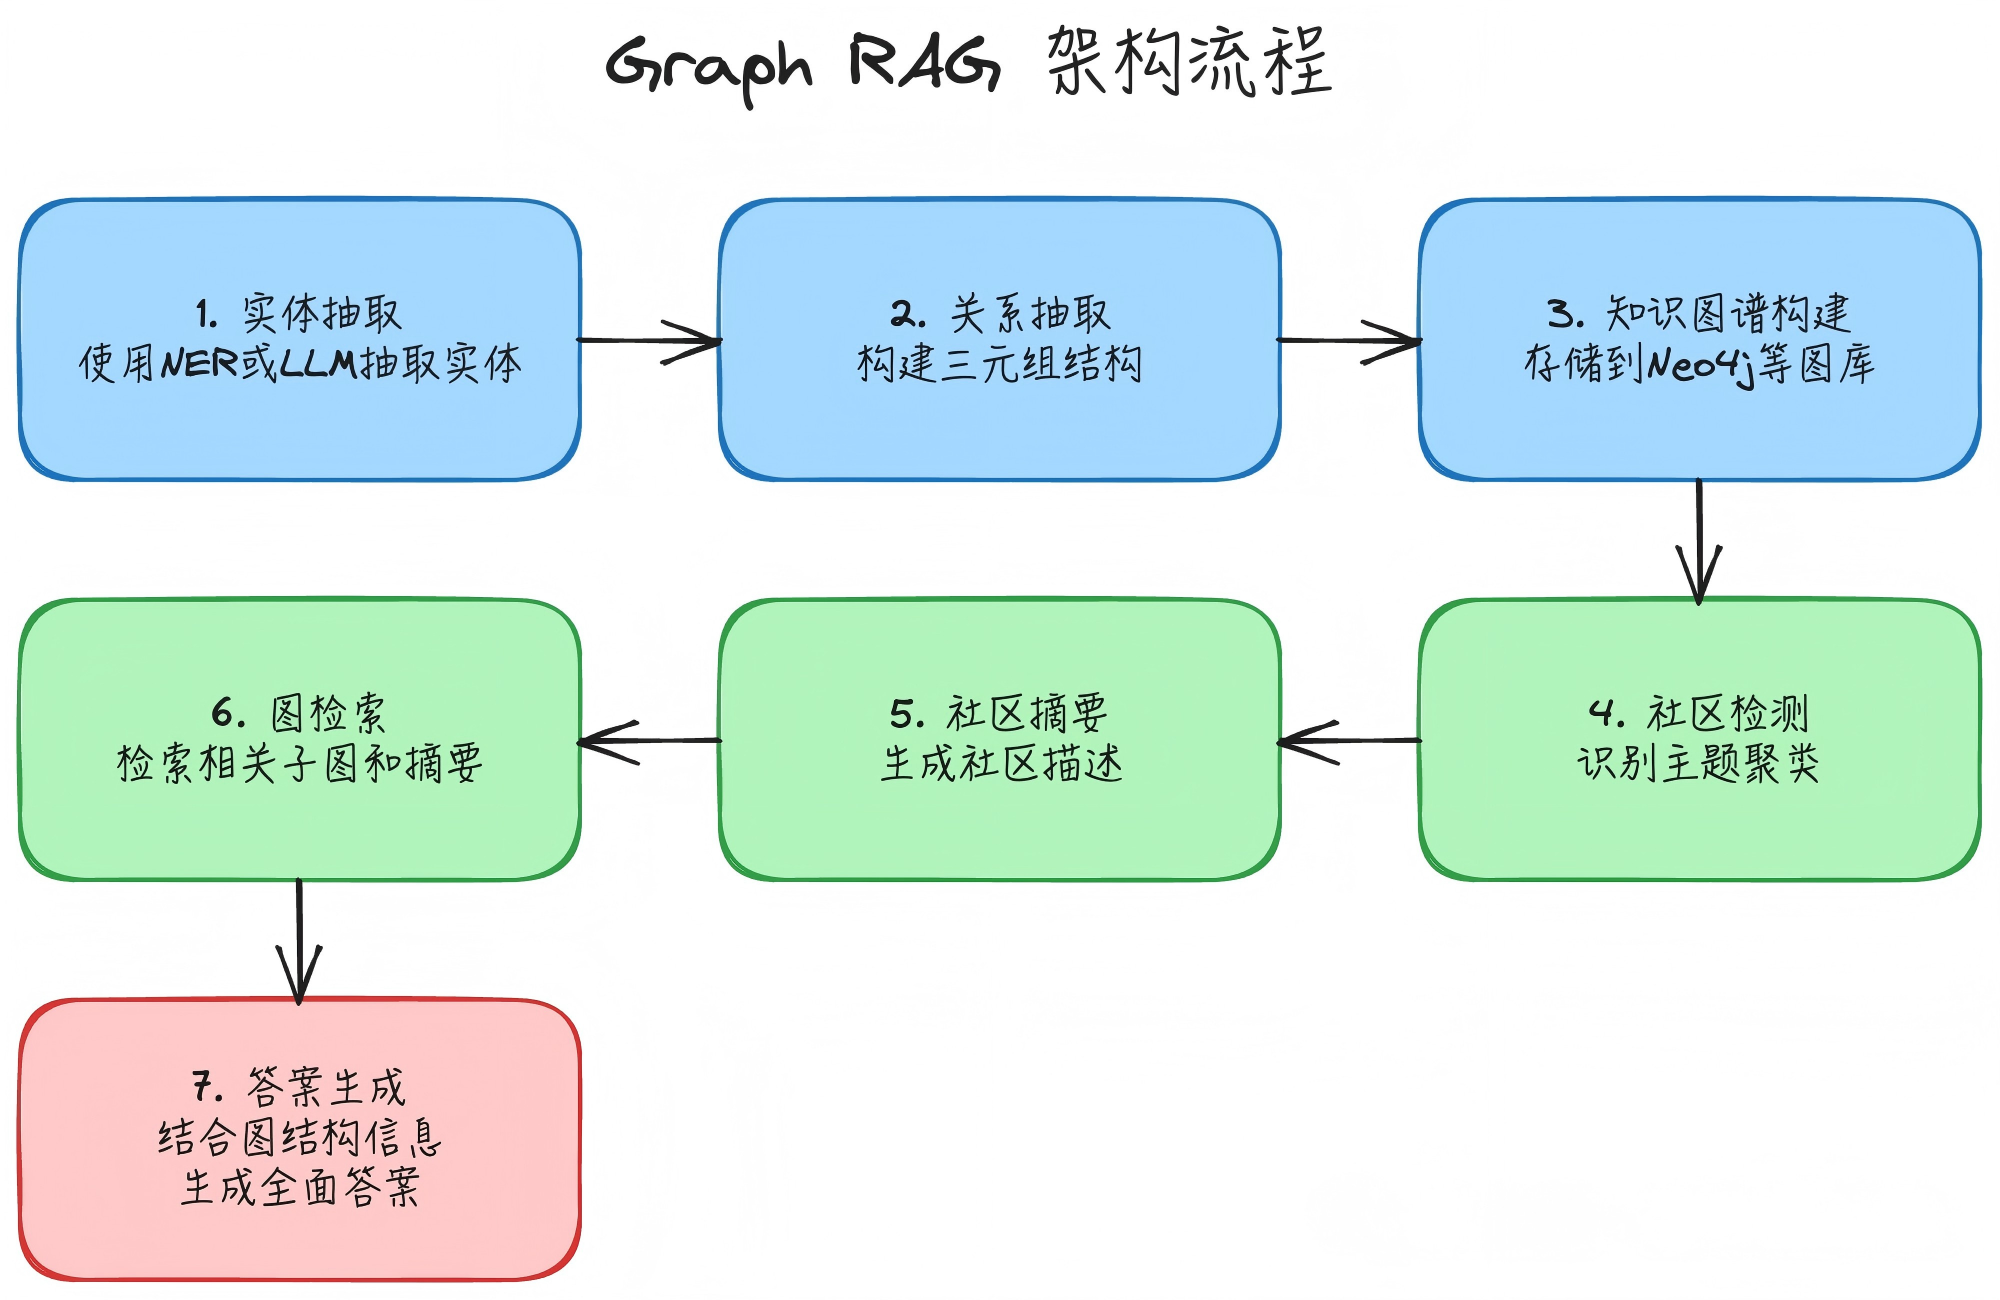 Graph RAG 架构流程
1. 实体抽取
使用NER或LLM抽取实体
2. 关系抽取
构建三元组结构
3. 知识图谱构建
存储到Neo4j等图库
4. 社区检测
识别主题聚类
5. 社区摘要
生成社区描述
6. 图检索
检索相关子图和摘要
7. 答案生成
结合图结构信息
生成全面答案